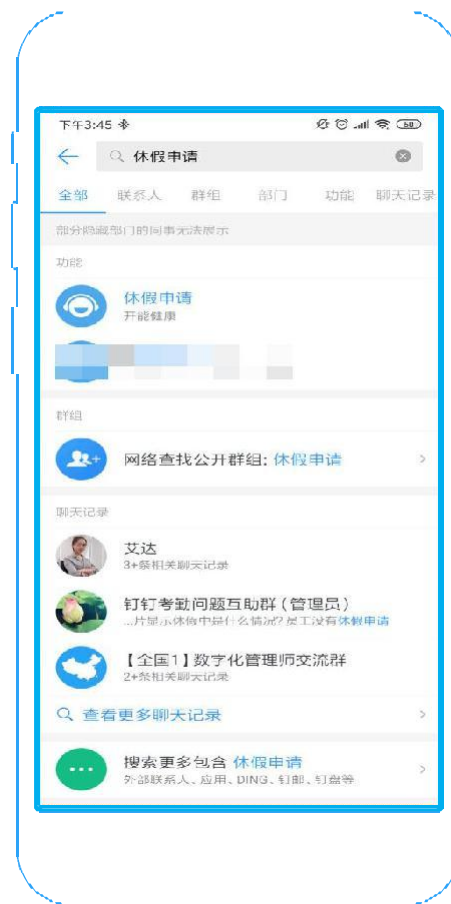 下午3:45
60
休假申请
全部 联系人 群组 部门 功能 聊天记录
部分隐藏部门的同事无法展示
功能
休假申请
开能健康
群组
网络查找公开群组: 休假申请
聊天记录
艾达
3+条相关聊天记录
钉钉考勤问题互助群（管理员）
...片显示休假中是什么情况? 员工没有休假申请
【全国1】数字化管理师交流群
2+条相关聊天记录
查看更多聊天记录
搜索更多包含 休假申请
外部联系人、应用、DING、钉邮、钉盘等